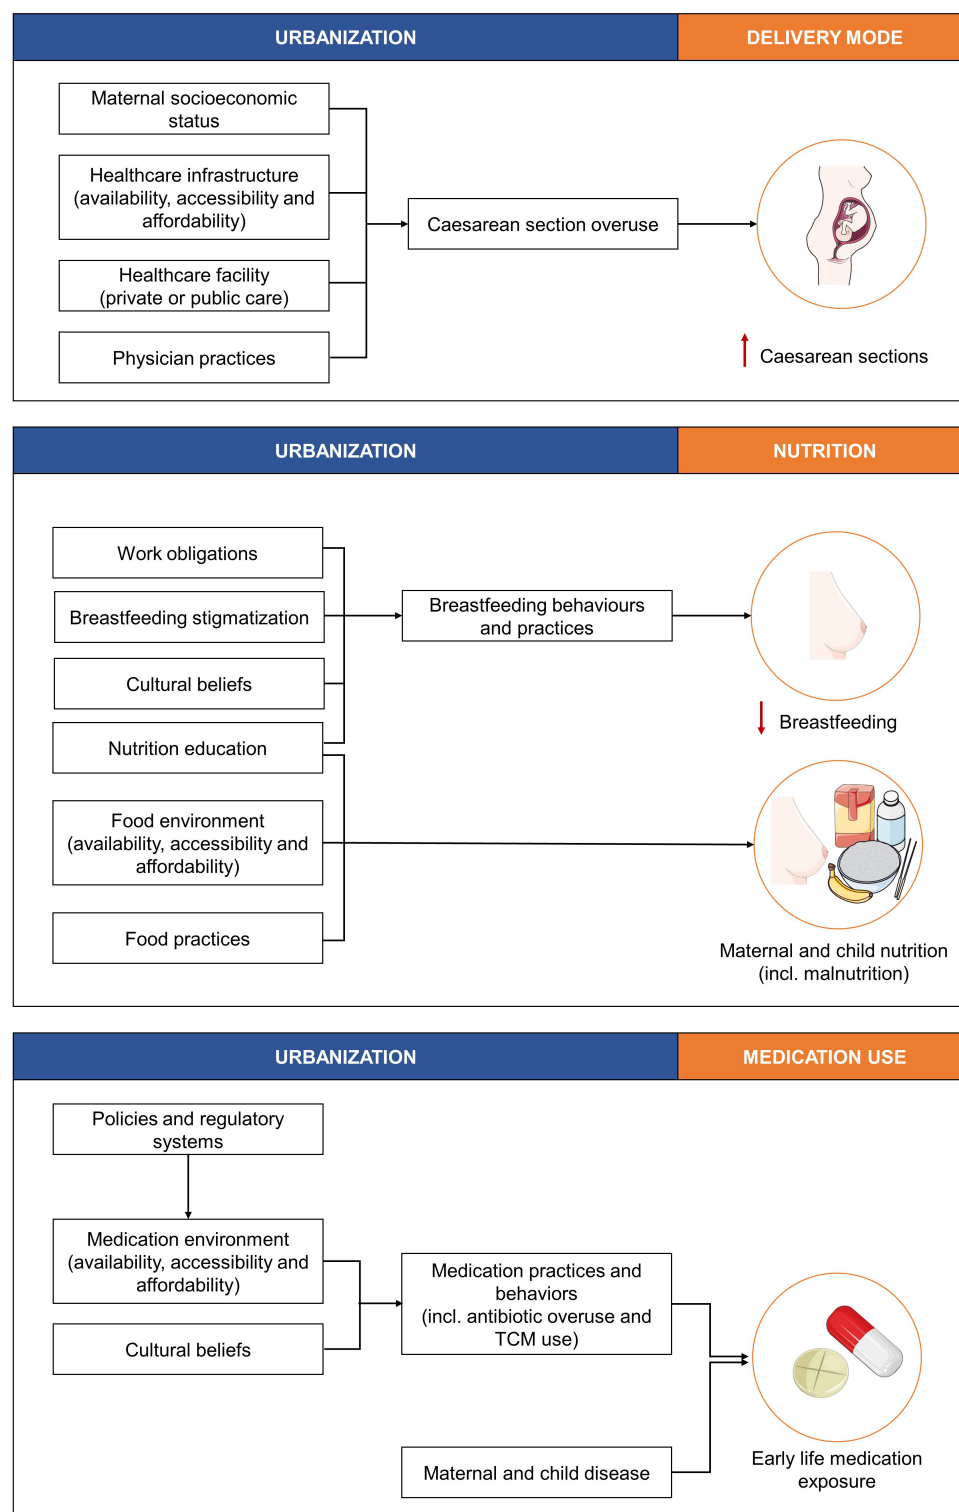 URBANIZATION
DELIVERY MODE
Maternal socioeconomic
status
Healthcare infrastructure
(availability, accessibility and
affordability)
Healthcare facility
(private or public care)
Physician practices
Caesarean section overuse
Caesarean sections
URBANIZATION
NUTRITION
Work obligations
Breastfeeding stigmatization
Cultural beliefs
Nutrition education
Food environment
(availability, accessibility and
affordability)
Food practices
Breastfeeding behaviours
and practices
Breastfeeding
Maternal and child nutrition
(incl. malnutrition)
URBANIZATION
MEDICATION USE
Policies and regulatory
systems
Medication environment
(availability, accessibility and
affordability)
Cultural beliefs
Medication practices and
behaviors
(incl. antibiotic overuse and
TCM use)
Maternal and child disease
Early life medication
exposure